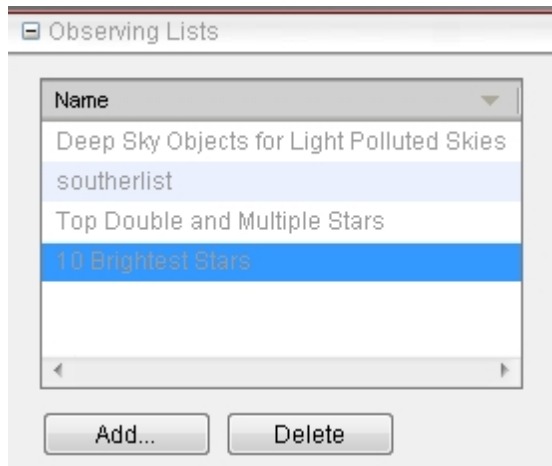 Observing Lists
Name
Deep Sky Objects for Light Polluted Skies
southerlist
Top Double and Multiple Stars
10 Brightest Stars
Add... Delete